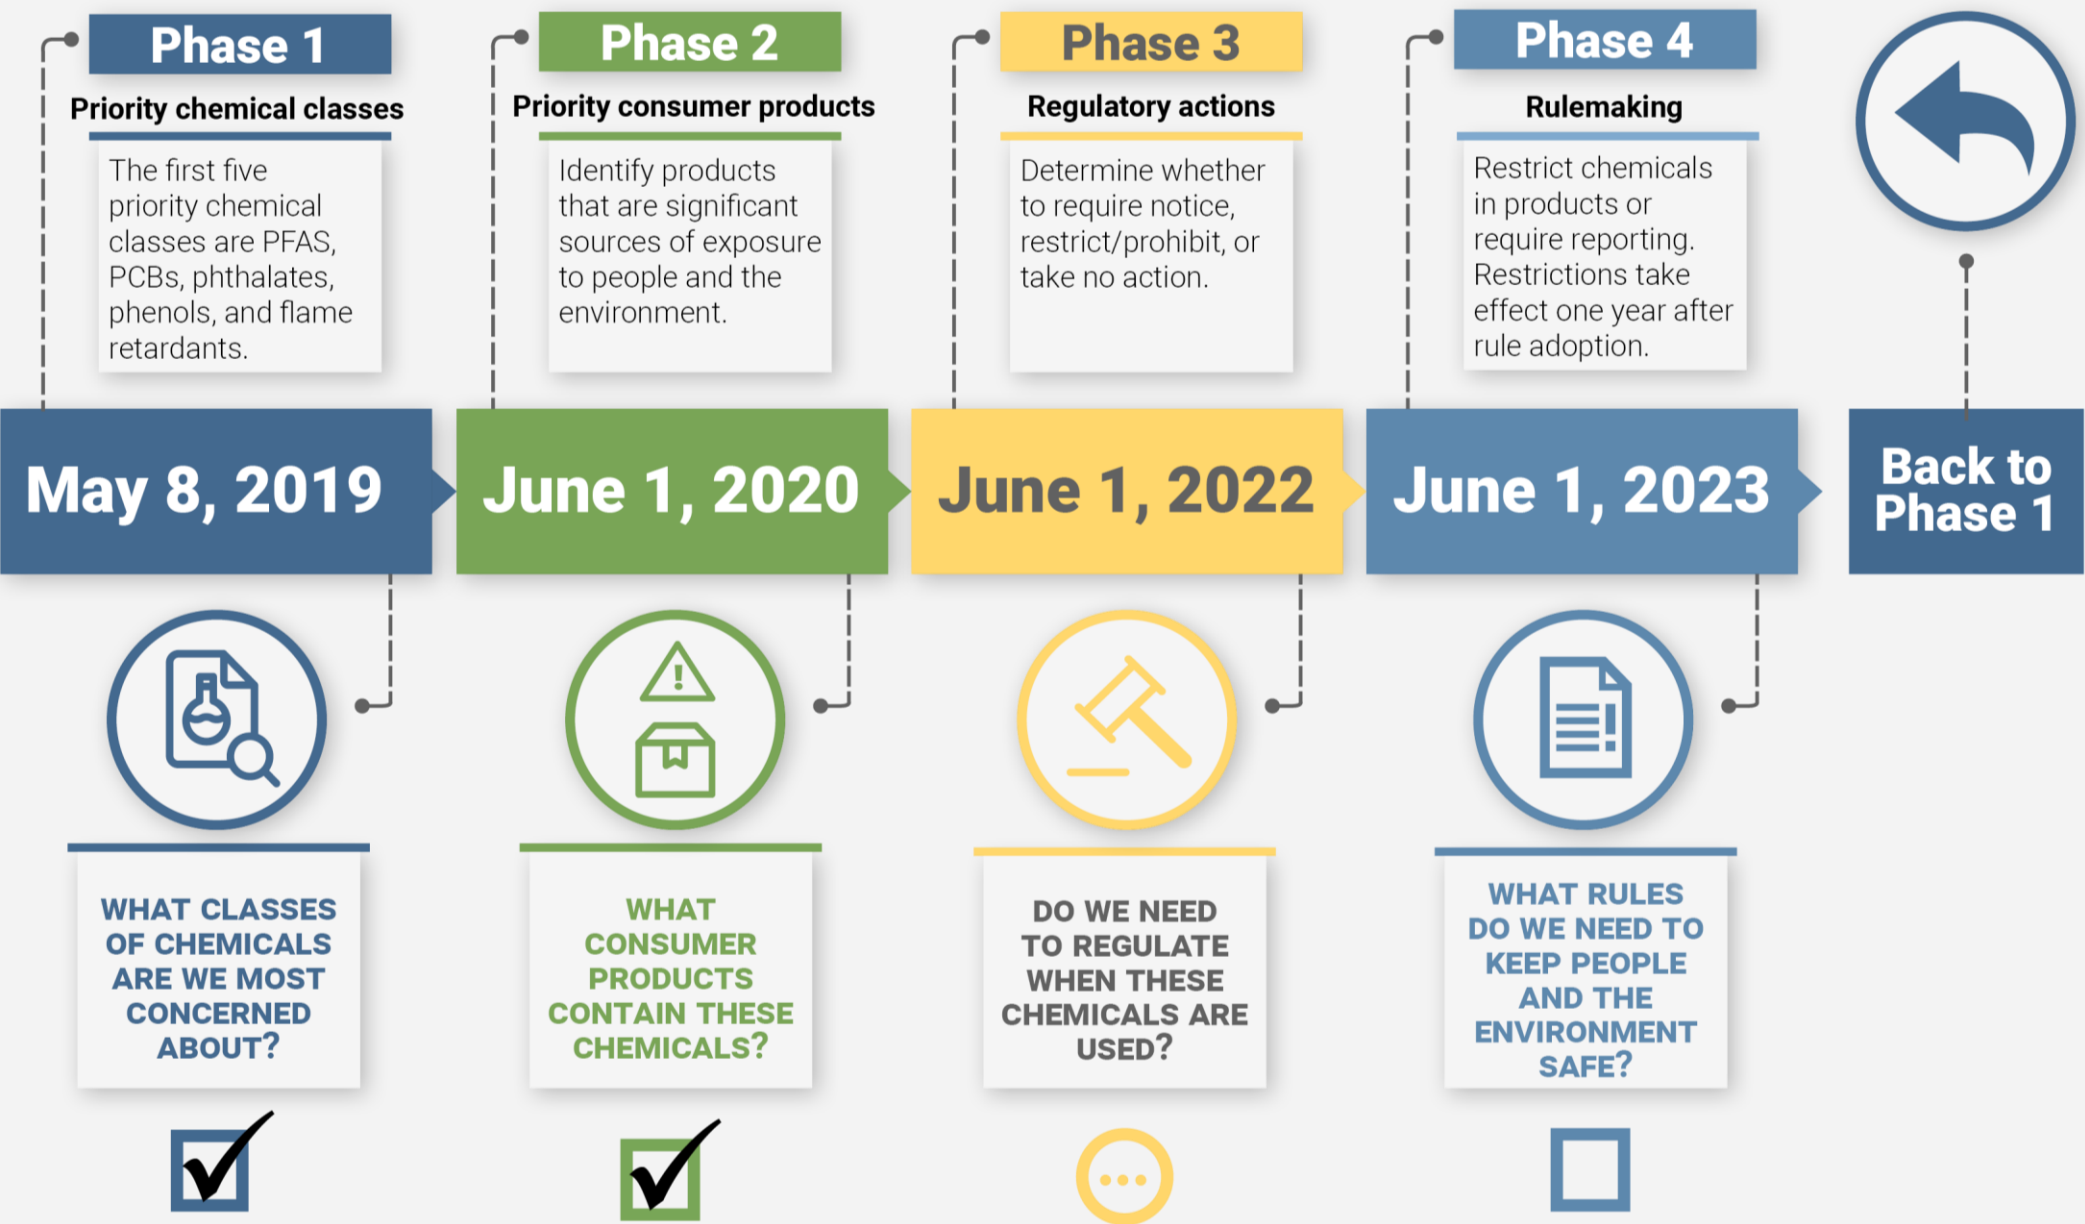 Phase 1
Priority chemical classes
The first five
priority chemical
classes are PFAS,
PCBs, phthalates,
phenols, and flame
retardants.
May 8, 2019
WHAT CLASSES
OF CHEMICALS
ARE WE MOST
CONCERNED
ABOUT?
Phase 2
Priority consumer products
Identify products
that are significant
sources of exposure
to people and the
environment.
June 1, 2020
WHAT
CONSUMER
PRODUCTS
CONTAIN THESE
CHEMICALS?
Phase 3
Regulatory actions
Determine whether
to require notice,
restrict/prohibit, or
take no action.
June 1, 2022
DO WE NEED
TO REGULATE
WHEN THESE
CHEMICALS ARE
USED?
Phase 4
Rulemaking
Restrict chemicals
in products or
require reporting.
Restrictions take
effect one year after
rule adoption.
June 1, 2023
WHAT RULES
DO WE NEED TO
KEEP PEOPLE
AND THE
ENVIRONMENT
SAFE?
Back to
Phase 1